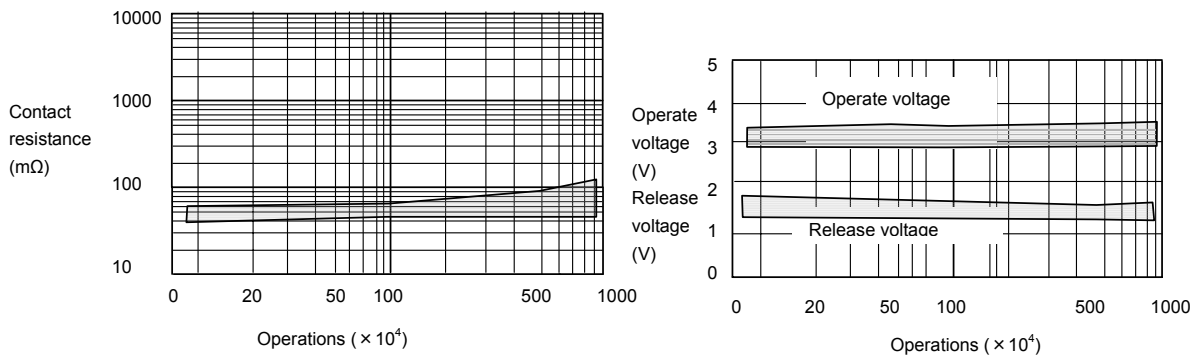 10000
1000
100
10
Contact
resistance
(mΩ)
0 20 50 100 500 1000
Operations ( × 10⁴)
5
4
3
2
1
0
Operate
voltage
(V)
Release
voltage
(V)
Operate voltage
Release voltage
0 20 50 100 500 1000
Operations ( × 10⁴)